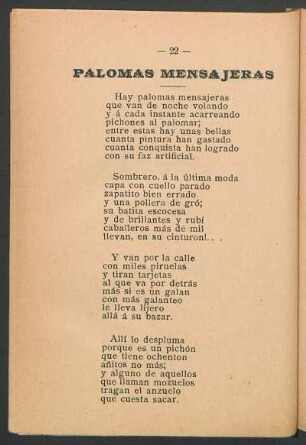 — 22 —
PALOMAS MENSAJERAS
Hay palomas mensajeras
que van de noche volando
y á cada instante acarreando
pichones al palomar;
entre estas hay unas bellas
cuanta pintura han gastado
cuanta conquista han logrado
con su faz artificial.
Sombrero, á la última moda
capa con cuello parado
zapatito bien errado
y una pollera de gró;
su batita escocesa
y de brillantes y rubí
caballeros más de mil
llevan, en su cinturon!. . .
Y van por la calle
con miles piruelas
y tiran tarjetas
al que va por detrás
más si es un galan
con más galanteo
le lleva lijero
allá á su bazar.
Allí lo despluma
porque es un pichón
que tiene ochenton
añitos no más;
y alguno de aquellos
que llaman mozuelos
tragan el anzuelo
que cuesta sacar.